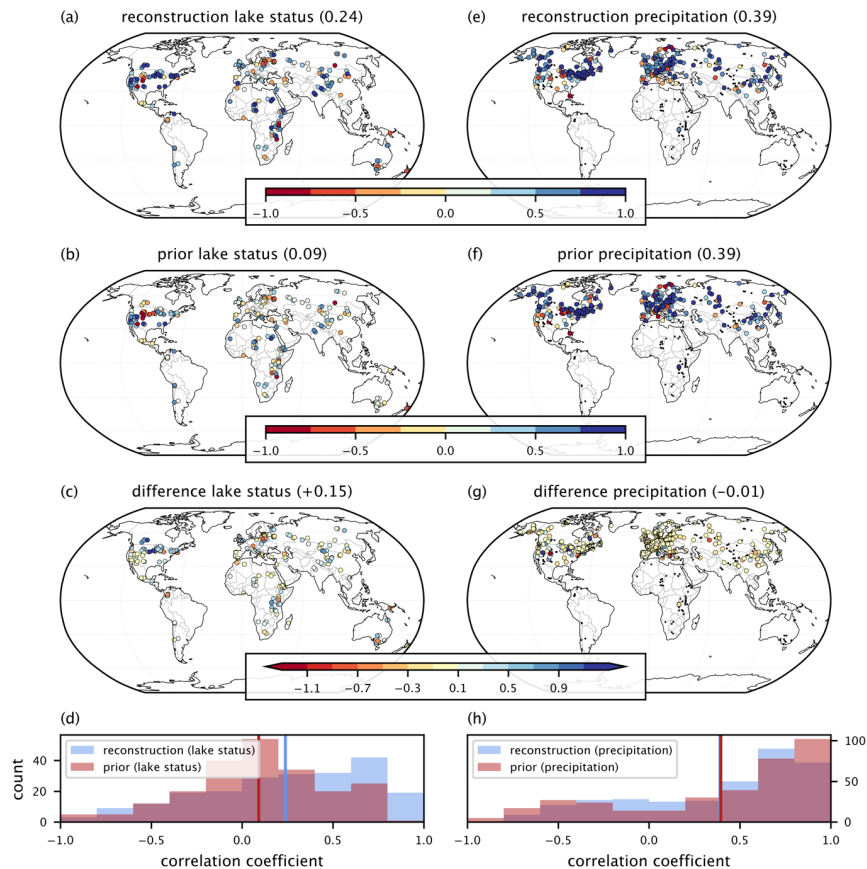 (a) reconstruction lake status (0.24)
−1.0 −0.5 0.0 0.5 1.0
(b) prior lake status (0.09)
−1.0 −0.5 0.0 0.5 1.0
(c) difference lake status (+0.15)
−1.1 −0.7 −0.3 0.1 0.5 0.9
(d)
reconstruction (lake status)
prior (lake status)
count
40
20
0
−1.0 −0.5 0.0 0.5 1.0
correlation coefficient
(e) reconstruction precipitation (0.39)
(f) prior precipitation (0.39)
(g) difference precipitation (−0.01)
(h)
reconstruction (precipitation)
prior (precipitation)
100
50
0
−1.0 −0.5 0.0 0.5 1.0
correlation coefficient